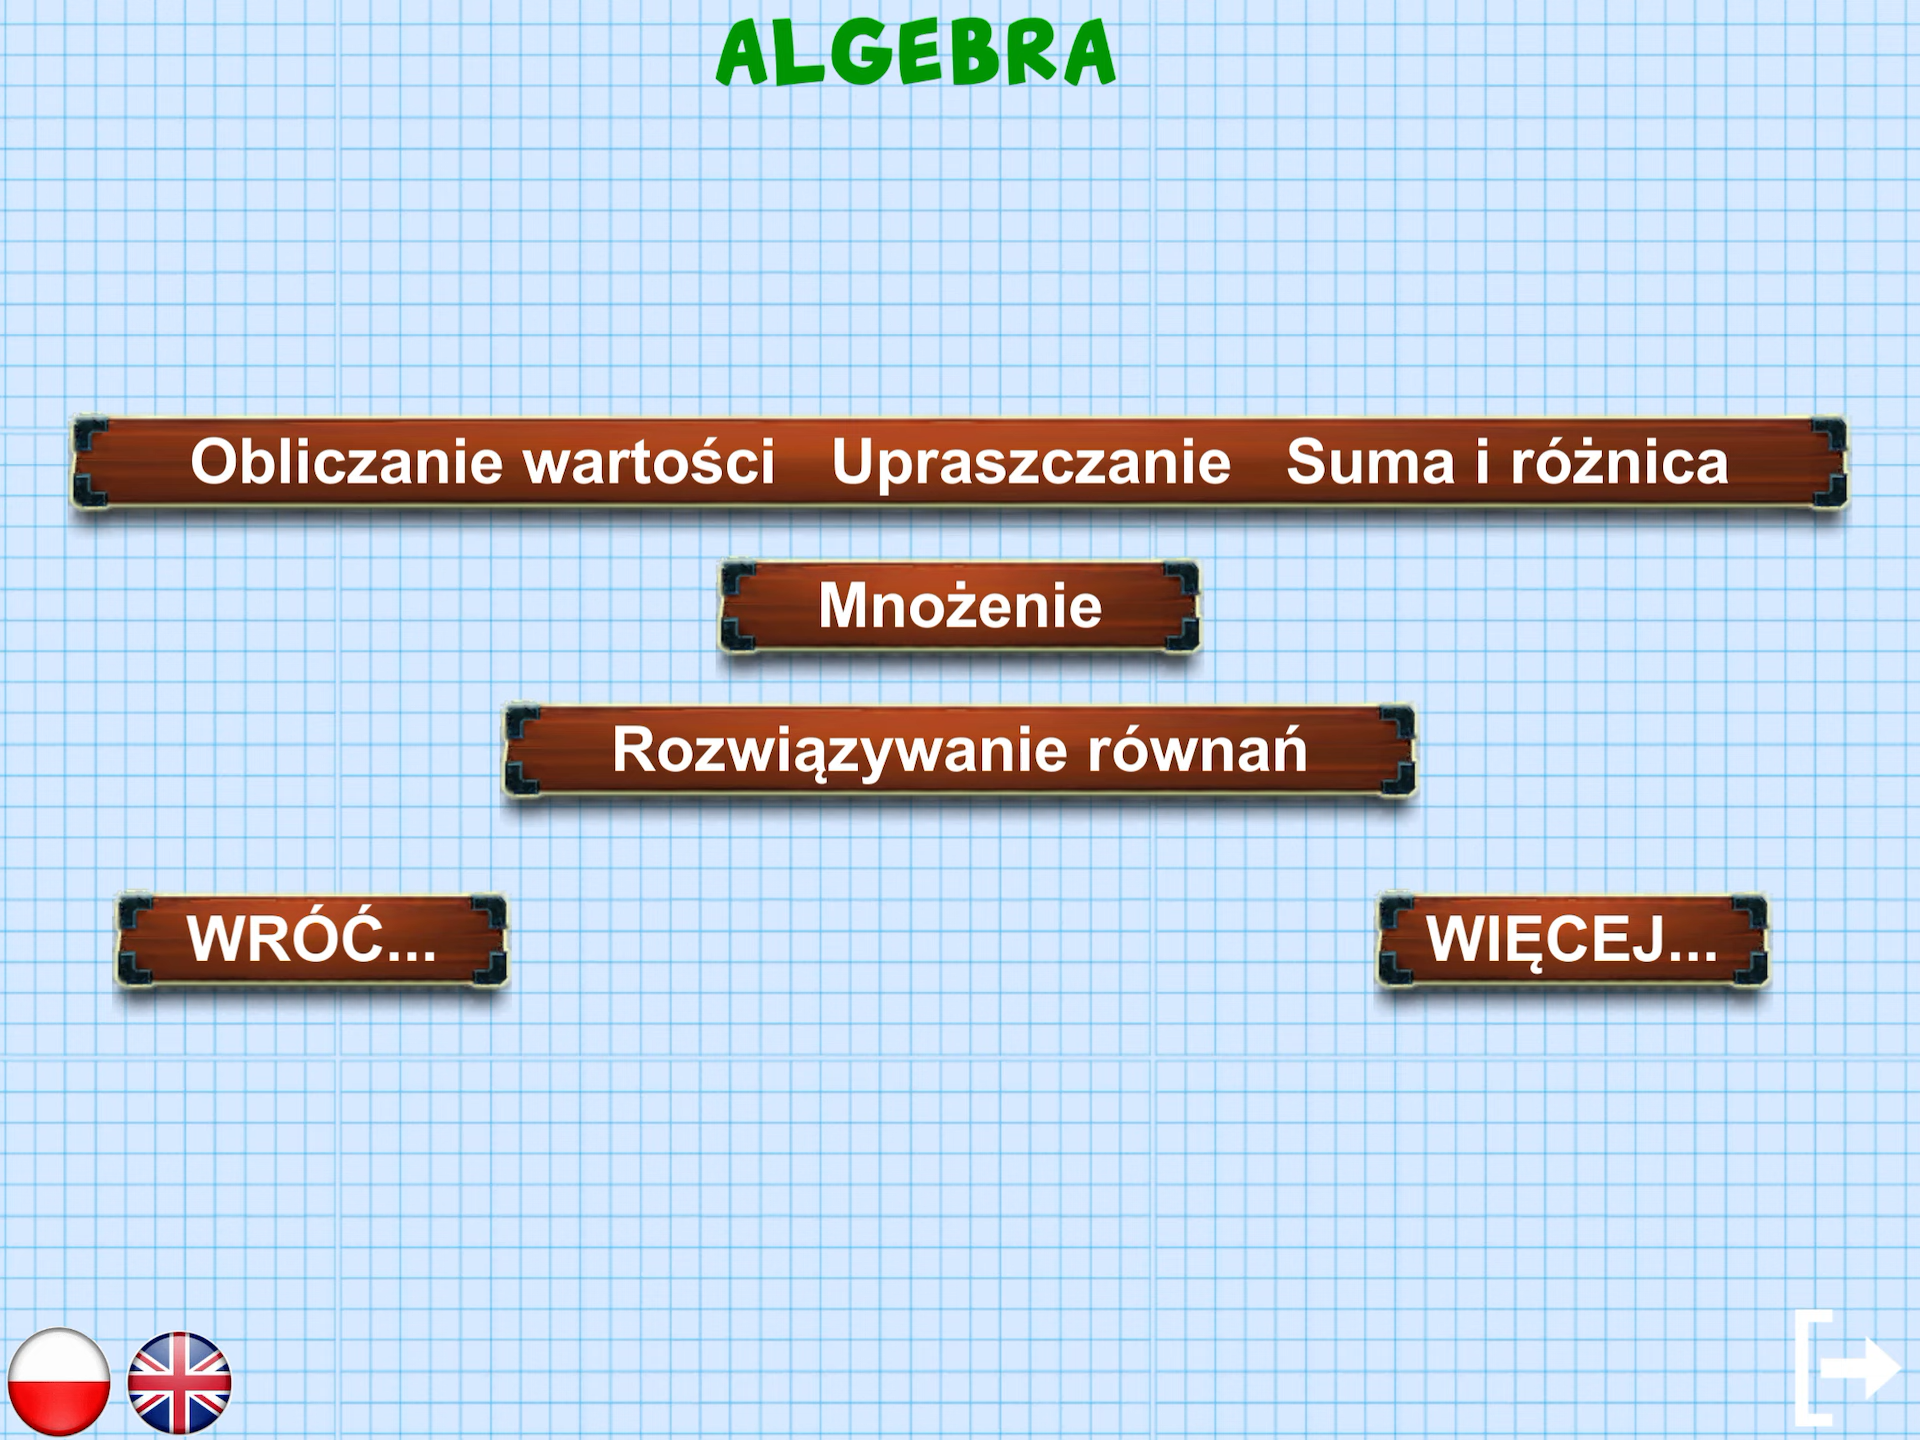 ALGEBRA
Obliczanie wartości Upraszczanie Suma i różnica
Mnożenie
Rozwiązywanie równań
WRÓĆ...
WIĘCEJ...